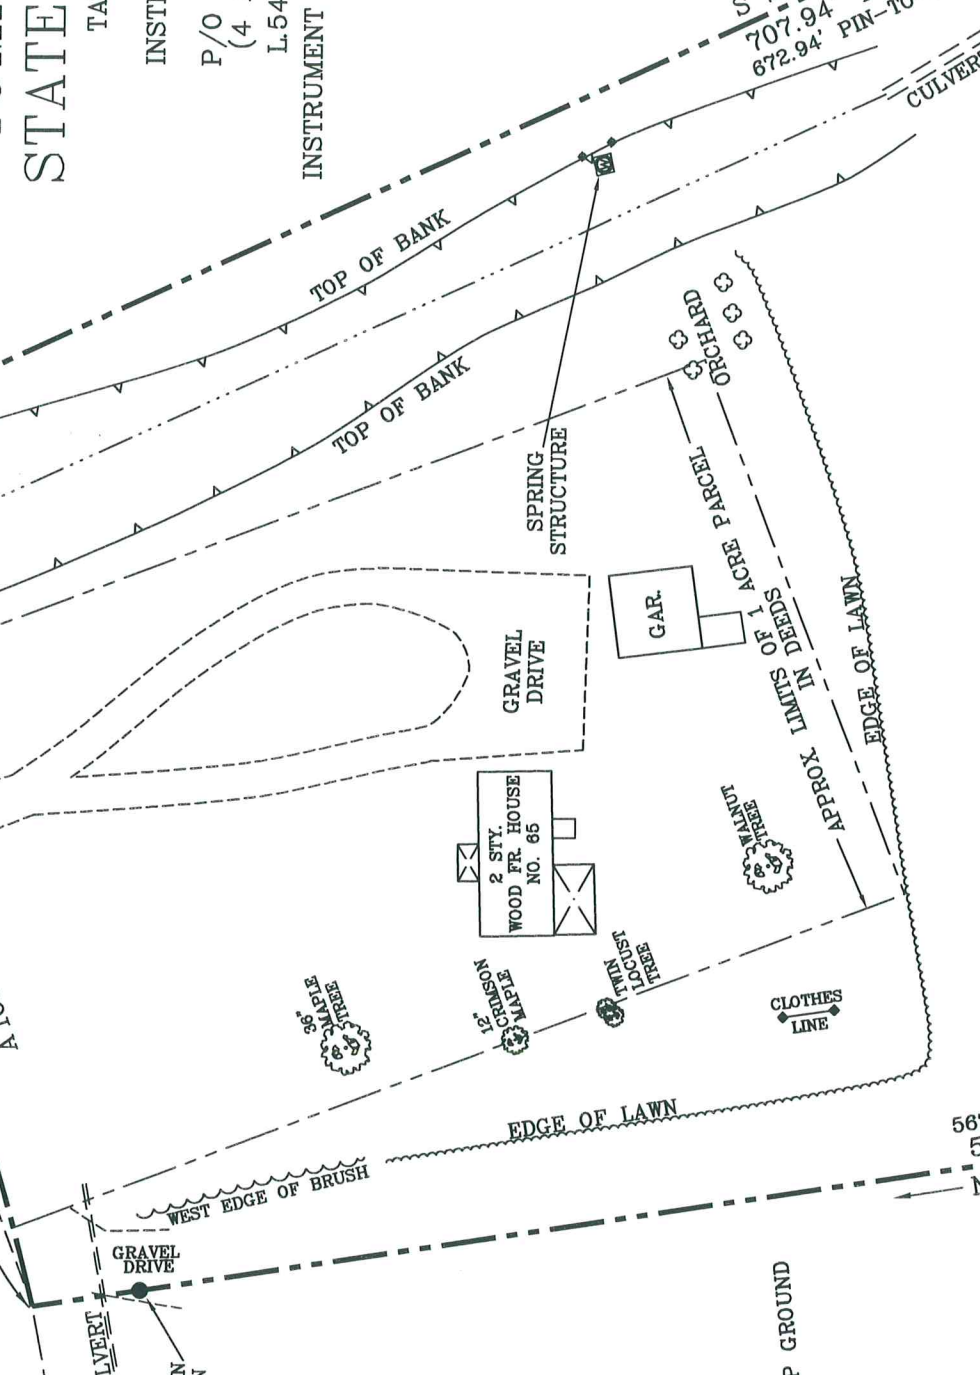 STATE
TA
INST
P/O
(4
L.54
INSTRUMENT
S
707.94
672.94' PIN-TO
CULVERT
TOP OF BANK
TOP OF BANK
ORCHARD
SPRING
STRUCTURE
GRAVEL
DRIVE
GAR.
APPROX. LIMITS OF 1 ACRE PARCEL
IN DEEDS
EDGE OF LAWN
2 STY.
WOOD FR. HOUSE
NO. 65
WALNUT
TREE
36"
MAPLE
TREE
12"
CRIMSON
MAPLE
TWIN
LOCUST
TREE
CLOTHES
LINE
EDGE OF LAWN
WEST EDGE OF BRUSH
GRAVEL
DRIVE
LVERT
N
N
56
5
N
P GROUND